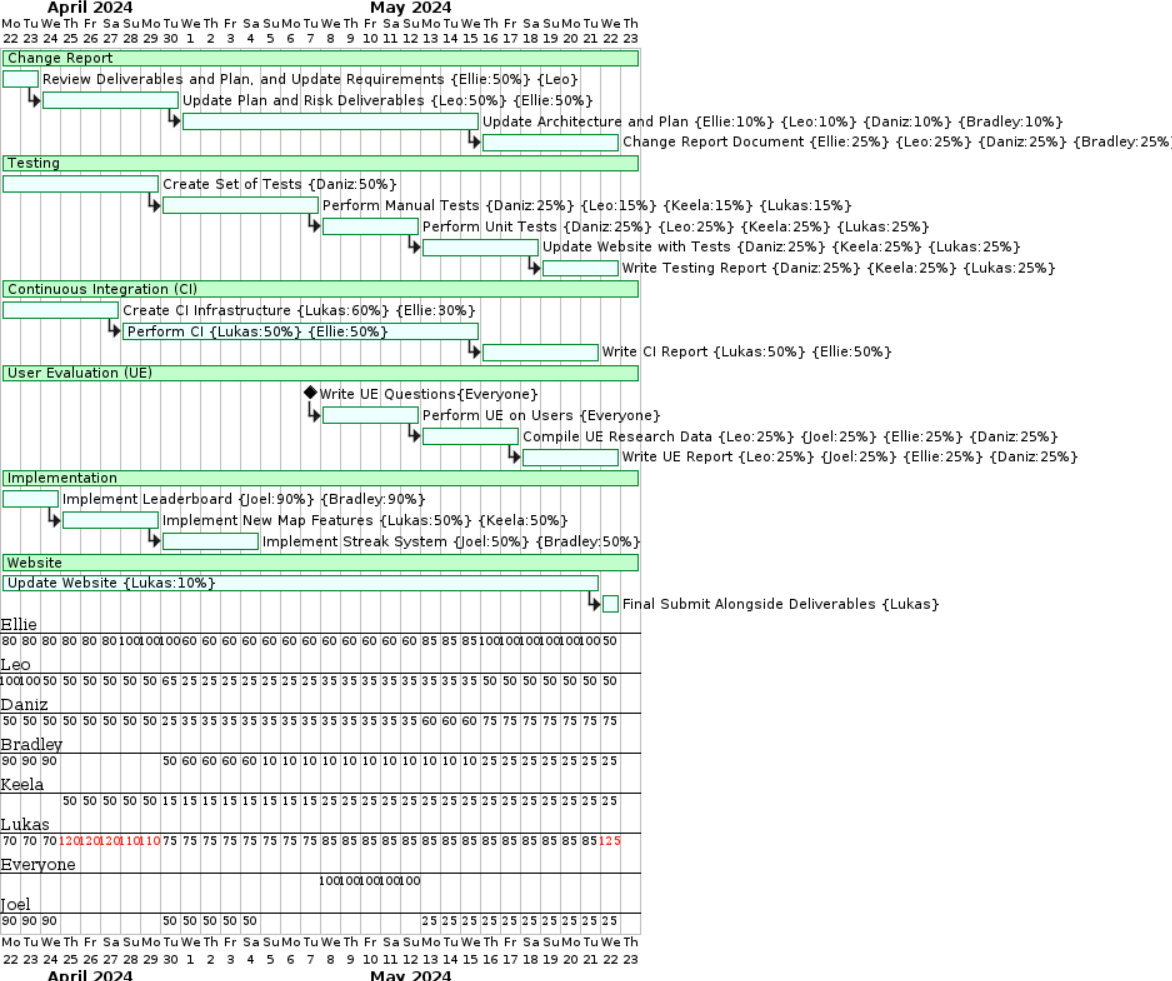 April 2024 May 2024
Mo Tu We Th Fr Sa Su Mo Tu We Th Fr Sa Su Mo Tu We Th Fr Sa Su Mo Tu We Th Fr Sa Su Mo Tu We Th
22 23 24 25 26 27 28 29 30 1 2 3 4 5 6 7 8 9 10 11 12 13 14 15 16 17 18 19 20 21 22 23
Change Report
Review Deliverables and Plan, and Update Requirements {Ellie:50%} {Leo}
Update Plan and Risk Deliverables {Leo:50%} {Ellie:50%}
Update Architecture and Plan {Ellie:10%} {Leo:10%} {Daniz:10%} {Bradley:10%}
Change Report Document {Ellie:25%} {Leo:25%} {Daniz:25%} {Bradley:25%
Testing
Create Set of Tests {Daniz:50%}
Perform Manual Tests {Daniz:25%} {Leo:15%} {Keela:15%} {Lukas:15%}
Perform Unit Tests {Daniz:25%} {Leo:25%} {Keela:25%} {Lukas:25%}
Update Website with Tests {Daniz:25%} {Keela:25%} {Lukas:25%}
Write Testing Report {Daniz:25%} {Keela:25%} {Lukas:25%}
Continuous Integration (CI)
Create CI Infrastructure {Lukas:60%} {Ellie:30%}
Perform CI {Lukas:50%} {Ellie:50%}
Write CI Report {Lukas:50%} {Ellie:50%}
User Evaluation (UE)
Write UE Questions{Everyone}
Perform UE on Users {Everyone}
Compile UE Research Data {Leo:25%} {Joel:25%} {Ellie:25%} {Daniz:25%}
Write UE Report {Leo:25%} {Joel:25%} {Ellie:25%} {Daniz:25%}
Implementation
Implement Leaderboard {Joel:90%} {Bradley:90%}
Implement New Map Features {Lukas:50%} {Keela:50%}
Implement Streak System {Joel:50%} {Bradley:50%}
Website
Update Website {Lukas:10%}
Final Submit Alongside Deliverables {Lukas}
Ellie
80 80 80 80 80 80 100 100 100 60 60 60 60 60 60 60 60 60 60 60 60 85 85 85 100 100 100 100 100 100 50
Leo
100 100 50 50 50 50 50 50 65 25 25 25 25 25 25 25 35 35 35 35 35 35 35 35 50 50 50 50 50 50 50
Daniz
50 50 50 50 50 50 50 50 25 35 35 35 35 35 35 35 35 35 35 35 35 60 60 60 75 75 75 75 75 75 75
Bradley
90 90 90 50 60 60 60 60 10 10 10 10 10 10 10 10 10 10 10 25 25 25 25 25 25 25
Keela
50 50 50 50 50 15 15 15 15 15 15 15 15 25 25 25 25 25 25 25 25 25 25 25 25 25 25 25
Lukas
70 70 70 120 120 120 110 110 75 75 75 75 75 75 75 75 85 85 85 85 85 85 85 85 85 85 85 85 85 85 125
Everyone
100 100 100 100 100
Joel
90 90 90 50 50 50 50 50 25 25 25 25 25 25 25 25 25 25
Mo Tu We Th Fr Sa Su Mo Tu We Th Fr Sa Su Mo Tu We Th Fr Sa Su Mo Tu We Th Fr Sa Su Mo Tu We Th
22 23 24 25 26 27 28 29 30 1 2 3 4 5 6 7 8 9 10 11 12 13 14 15 16 17 18 19 20 21 22 23
April 2024 May 2024